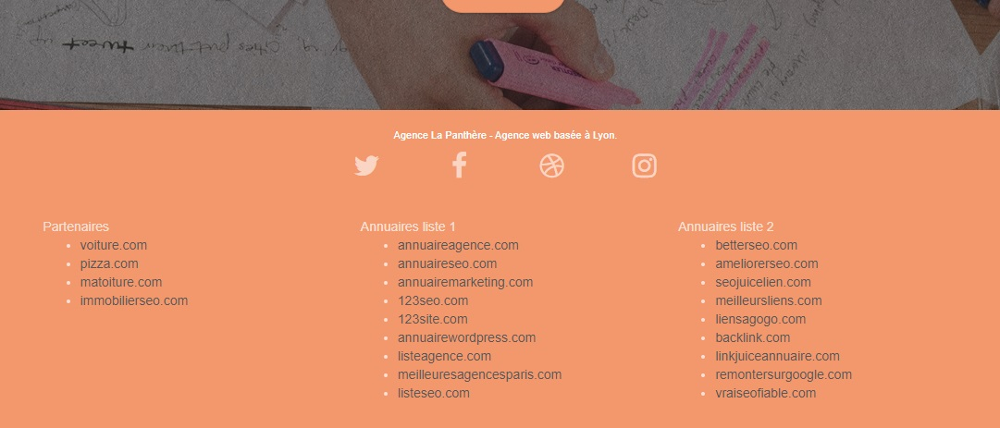 Agence La Panthère - Agence web basée à Lyon.
Partenaires
voiture.com
pizza.com
matoiture.com
immobilierseo.com
Annuaires liste 1
annuaireagence.com
annuaireseo.com
annuairemarketing.com
123seo.com
123site.com
annuairewordpress.com
listeagence.com
meilleuresagencesparis.com
listeseo.com
Annuaires liste 2
betterseo.com
ameliorerseo.com
seojuicelien.com
meilleursliens.com
liensagogo.com
backlink.com
linkjuiceannuaire.com
remontersurgoogle.com
vraiseofiable.com